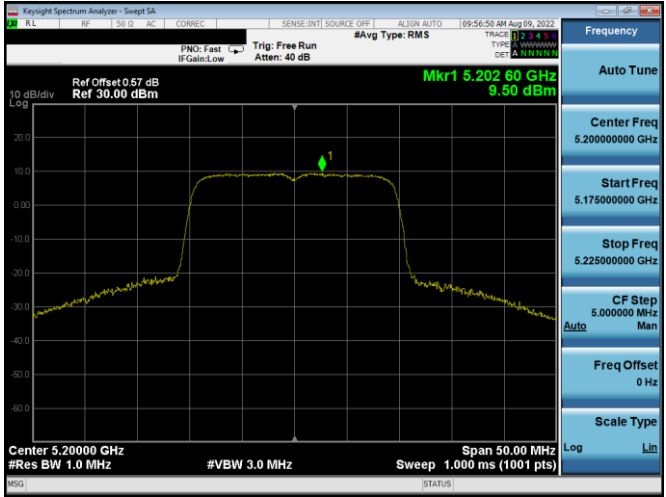 Keysight Spectrum Analyzer - Swept SA
RL RF 50 Ω AC CORREC SENSE:INT SOURCE OFF ALIGN AUTO 09:56:50 AM Aug 09, 2022
#Avg Type: RMS
TRACE 1 2 3 4 5 6
PNO: Fast Trig: Free Run TYPE A WWWWW
IFGain:Low Atten: 40 dB DET A N N N N N
Mkr1 5.202 60 GHz
9.50 dBm
Ref Offset 0.57 dB
10 dB/div Ref 30.00 dBm
Log
1
20.0
10.0
0.00
-10.0
-20.0
-30.0
-40.0
-50.0
-60.0
Center 5.20000 GHz Span 50.00 MHz
#Res BW 1.0 MHz #VBW 3.0 MHz Sweep 1.000 ms (1001 pts)
MSG STATUS
Frequency
Auto Tune
Center Freq
5.200000000 GHz
Start Freq
5.175000000 GHz
Stop Freq
5.225000000 GHz
CF Step
5.000000 MHz
Auto Man
Freq Offset
0 Hz
Scale Type
Log Lin